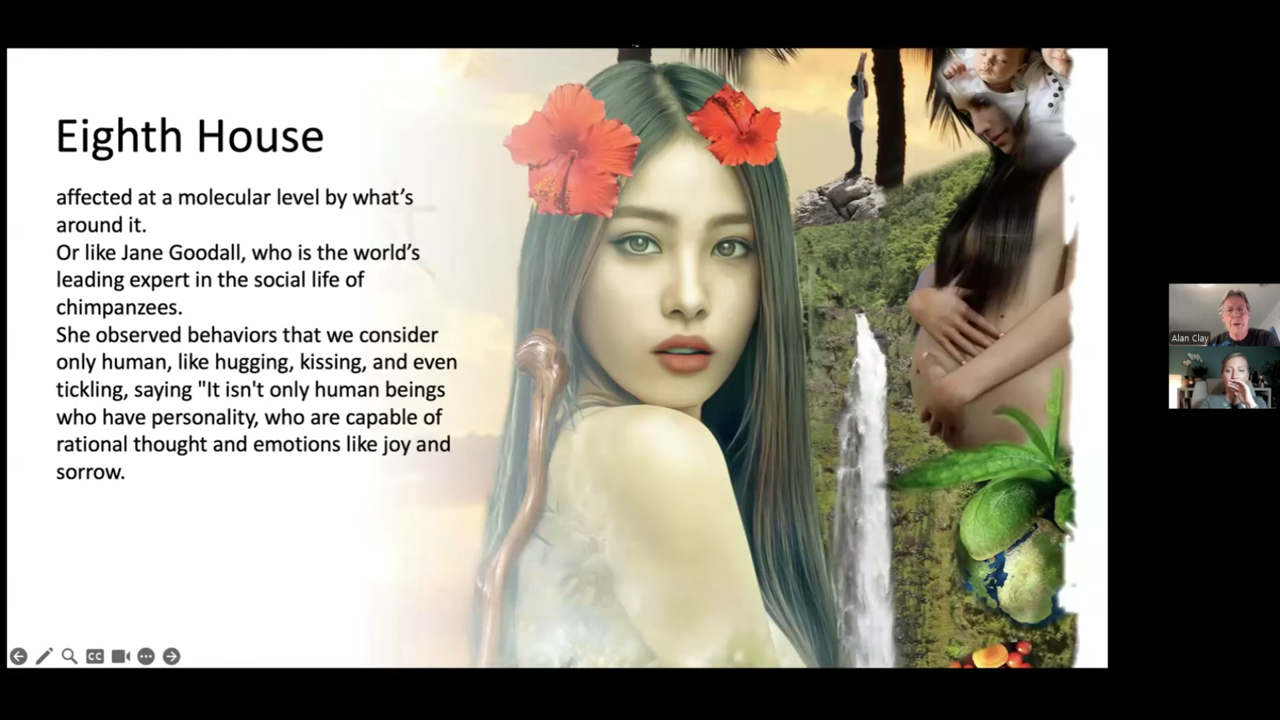 Eighth House
affected at a molecular level by what’s
around it.
Or like Jane Goodall, who is the world’s
leading expert in the social life of
chimpanzees.
She observed behaviors that we consider
only human, like hugging, kissing, and even
tickling, saying "It isn't only human beings
who have personality, who are capable of
rational thought and emotions like joy and
sorrow.
Alan Clay
CC